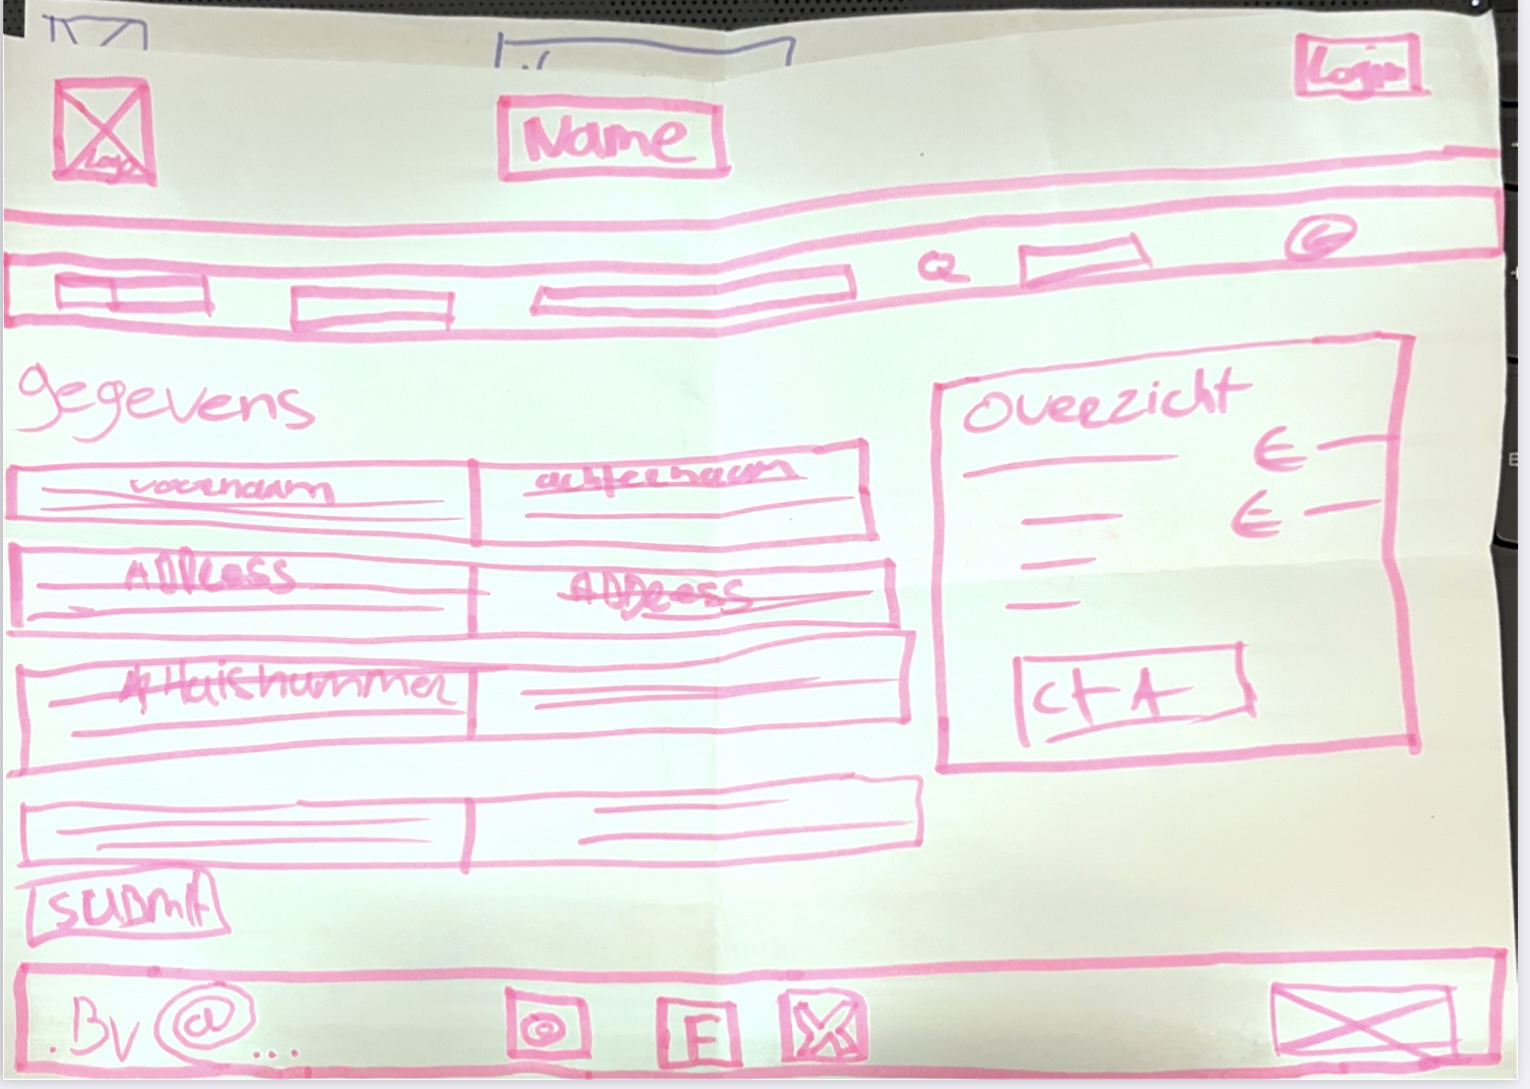 Login
Logo
Name
gegevens
Overzicht
€
€
voornaam
achternaam
ADDRess
ADDRess
Huisnummer
CtA
submit
.BV @ ...
F
X